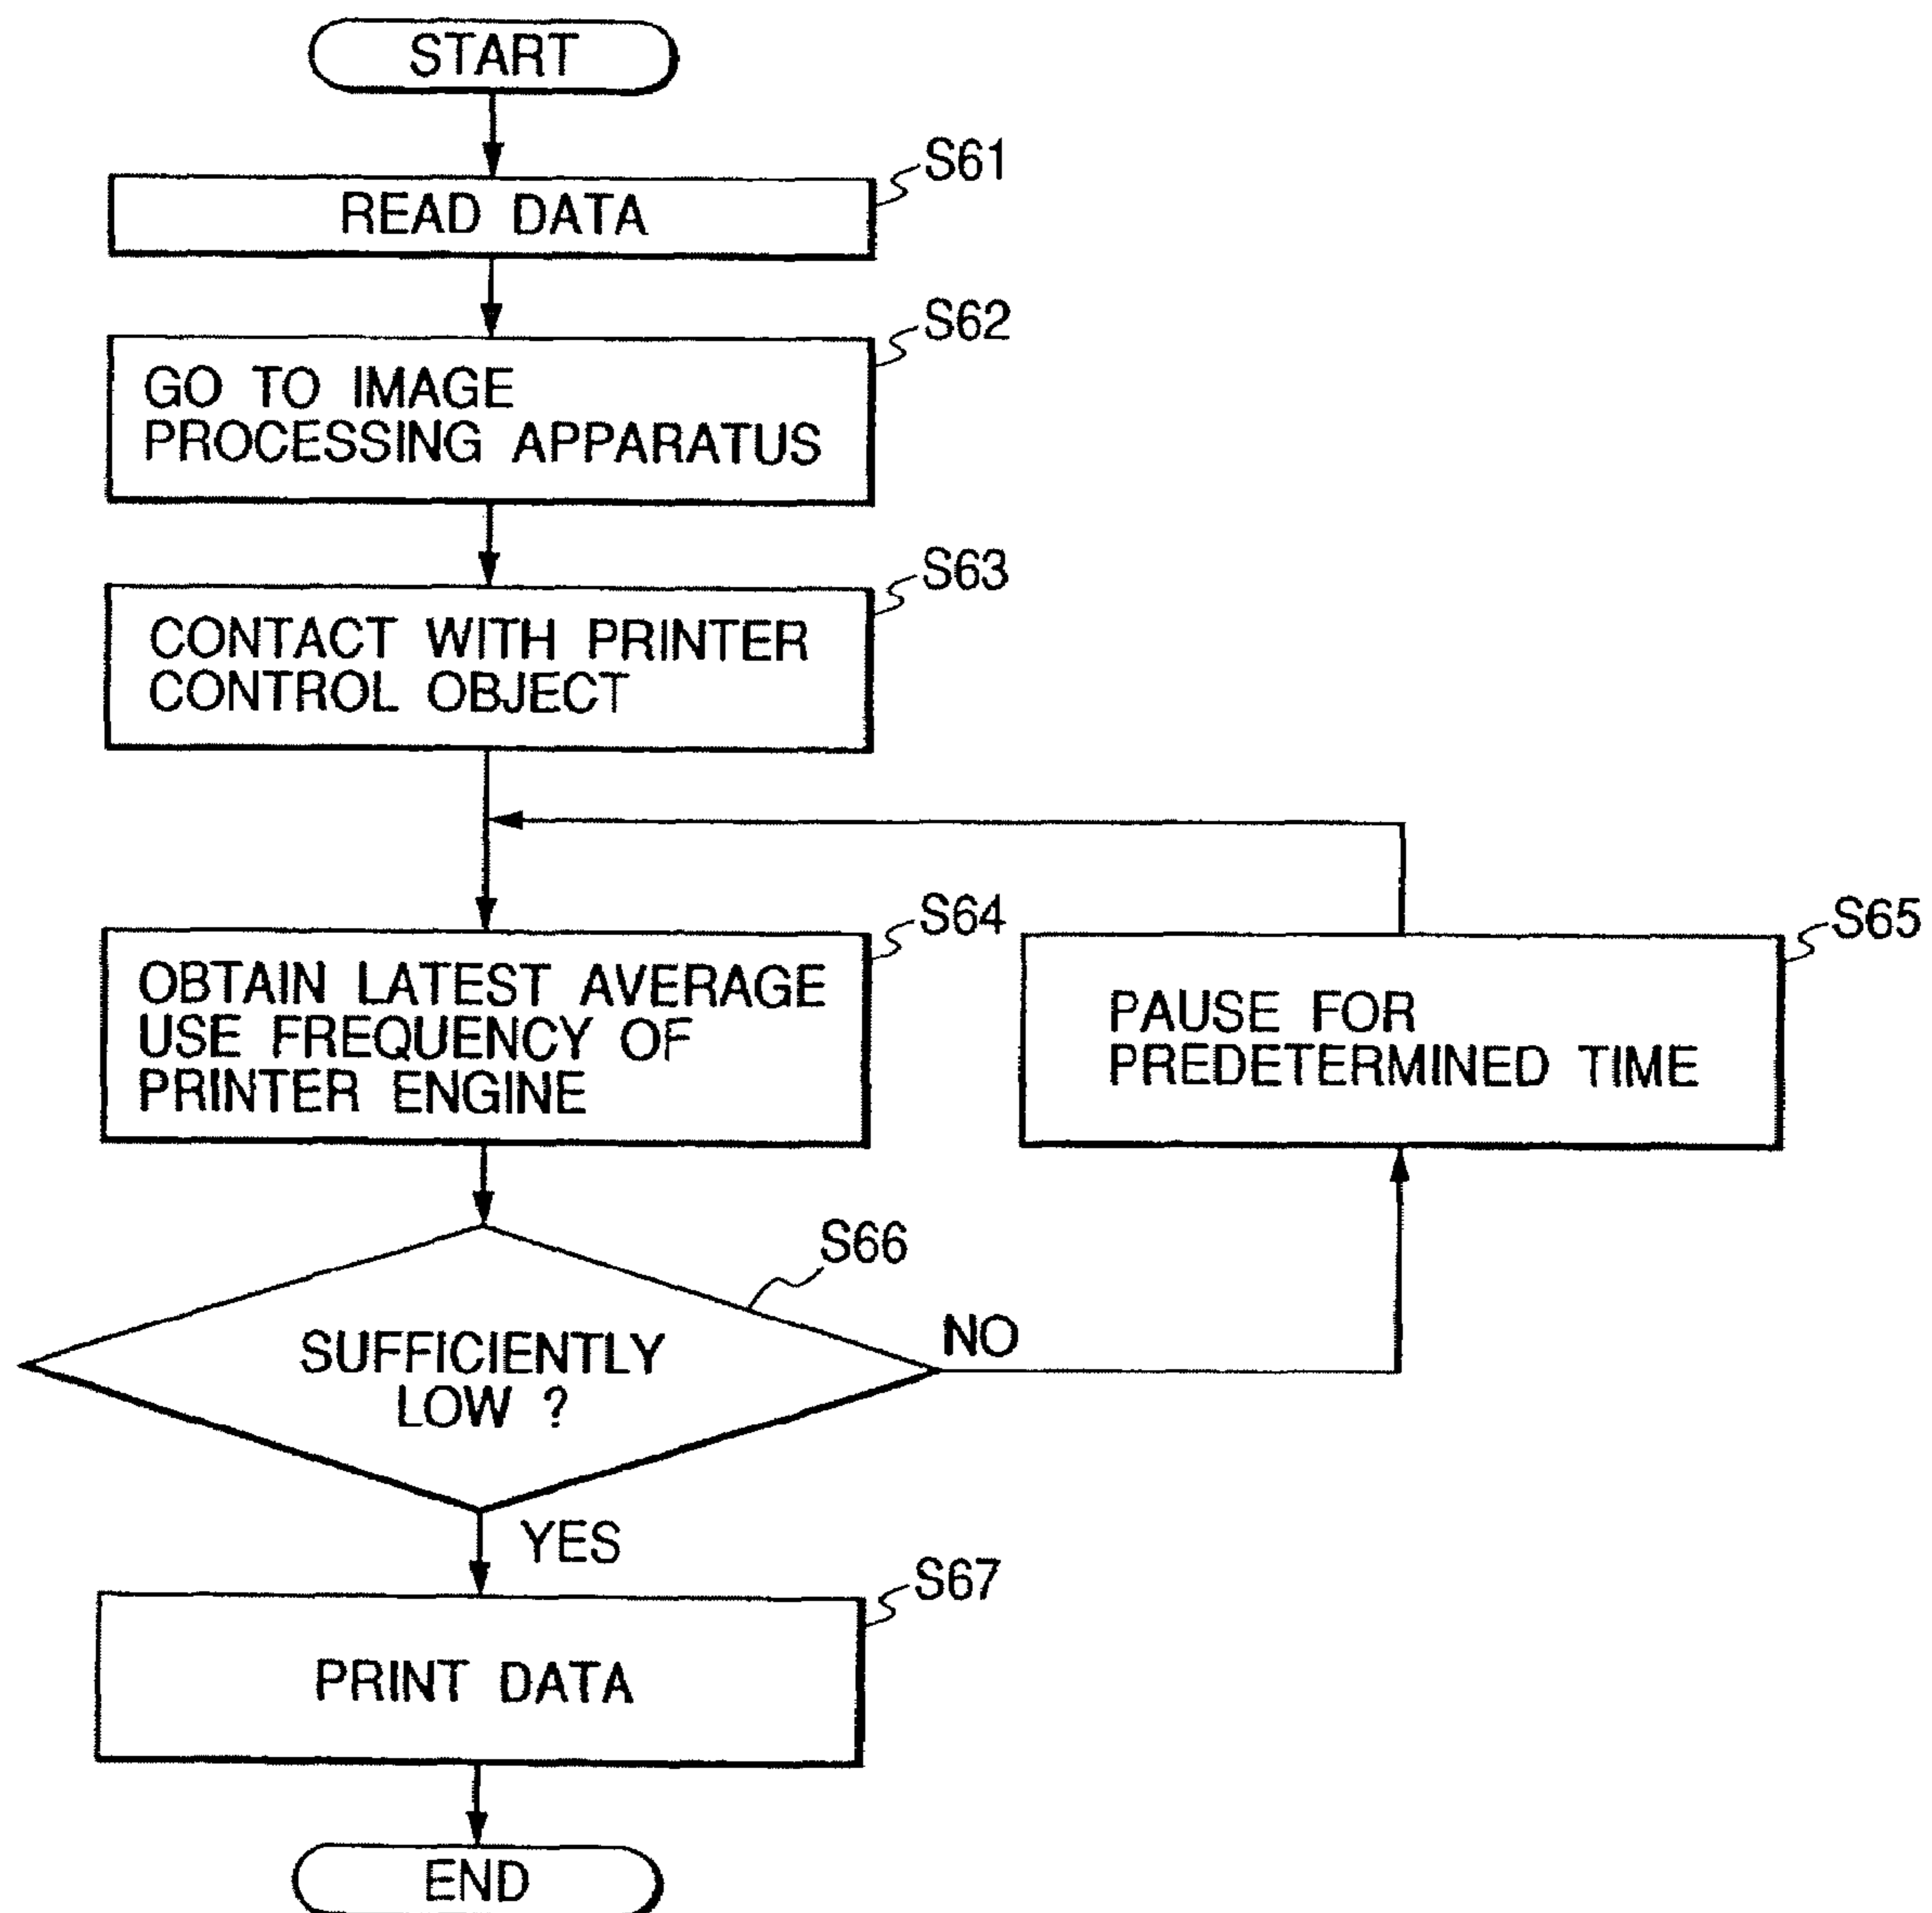 START
S61
READ DATA
S62
GO TO IMAGE
PROCESSING APPARATUS
S63
CONTACT WITH PRINTER
CONTROL OBJECT
S64
OBTAIN LATEST AVERAGE
USE FREQUENCY OF
PRINTER ENGINE
S65
PAUSE FOR
PREDETERMINED TIME
S66
SUFFICIENTLY
LOW ?
NO
YES
S67
PRINT DATA
END